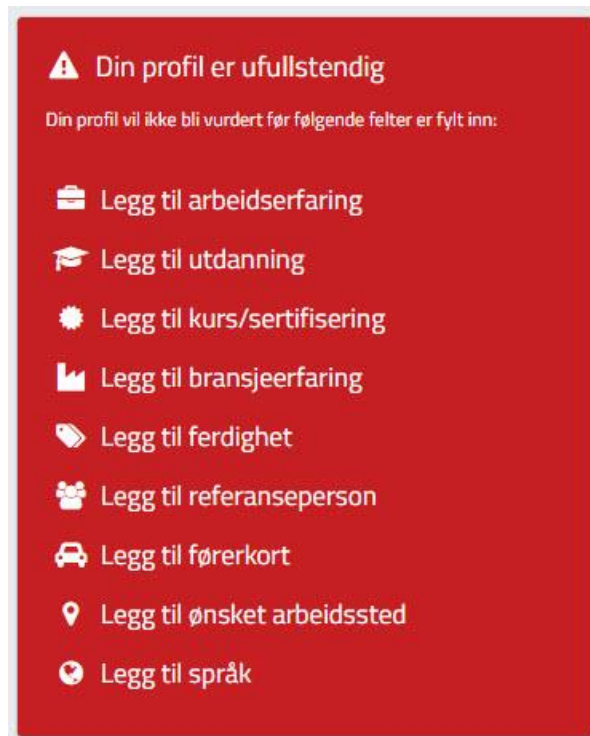 Din profil er ufullstendig
Din profil vil ikke bli vurdert før følgende felter er fylt inn:
Legg til arbeidserfaring
Legg til utdanning
Legg til kurs/sertifisering
Legg til bransjeerfaring
Legg til ferdighet
Legg til referanseperson
Legg til førerkort
Legg til ønsket arbeidssted
Legg til språk